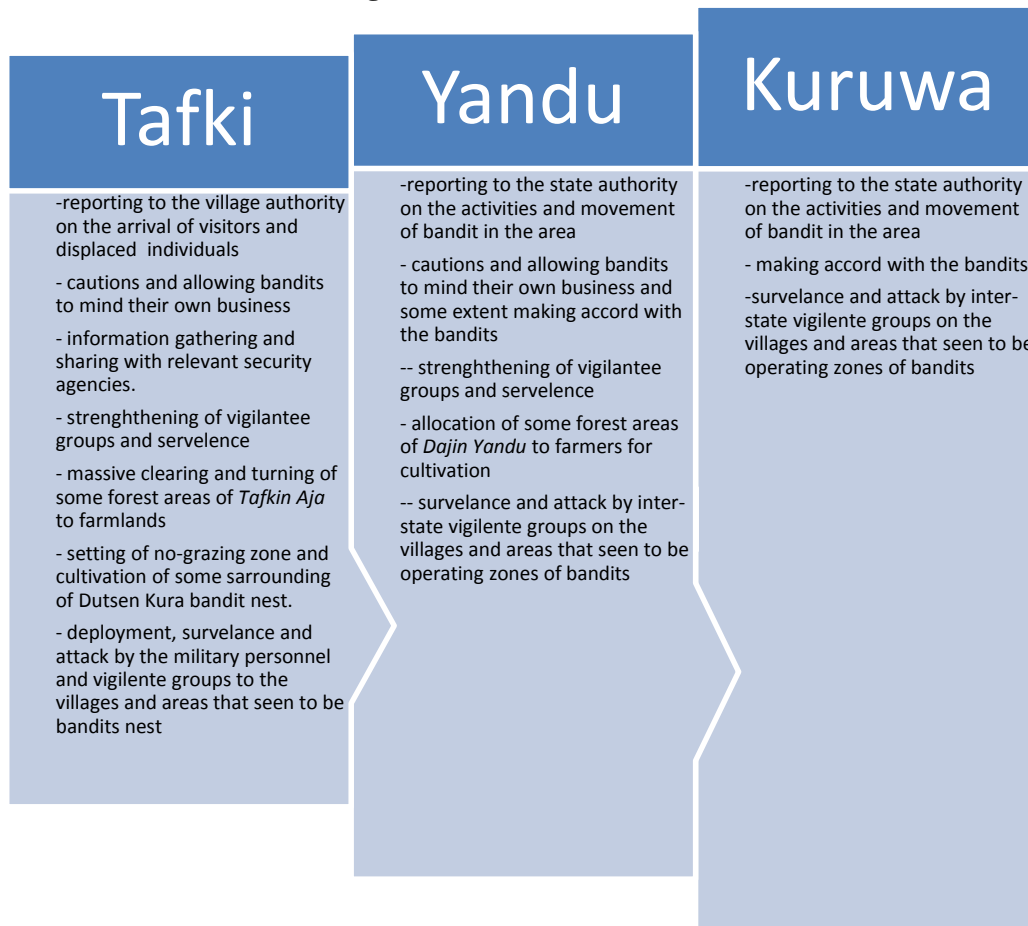 Tafki
-reporting to the village authority
on the arrival of visitors and
displaced individuals
- cautions and allowing bandits
to mind their own business
- information gathering and
sharing with relevant security
agencies.
- strenghthening of vigilantee
groups and servelence
- massive clearing and turning of
some forest areas of Tafkin Aja
to farmlands
- setting of no-grazing zone and
cultivation of some sarrounding
of Dutsen Kura bandit nest.
- deployment, survelance and
attack by the military personnel
and vigilente groups to the
villages and areas that seen to be
bandits nest
Yandu
-reporting to the state authority
on the activities and movement
of bandit in the area
- cautions and allowing bandits
to mind their own business and
some extent making accord with
the bandits
-- strenghthening of vigilantee
groups and servelence
- allocation of some forest areas
of Dajin Yandu to farmers for
cultivation
-- survelance and attack by inter-
state vigilente groups on the
villages and areas that seen to be
operating zones of bandits
Kuruwa
-reporting to the state authority
on the activities and movement
of bandit in the area
- making accord with the bandits
-survelance and attack by inter-
state vigilente groups on the
villages and areas that seen to be
operating zones of bandits